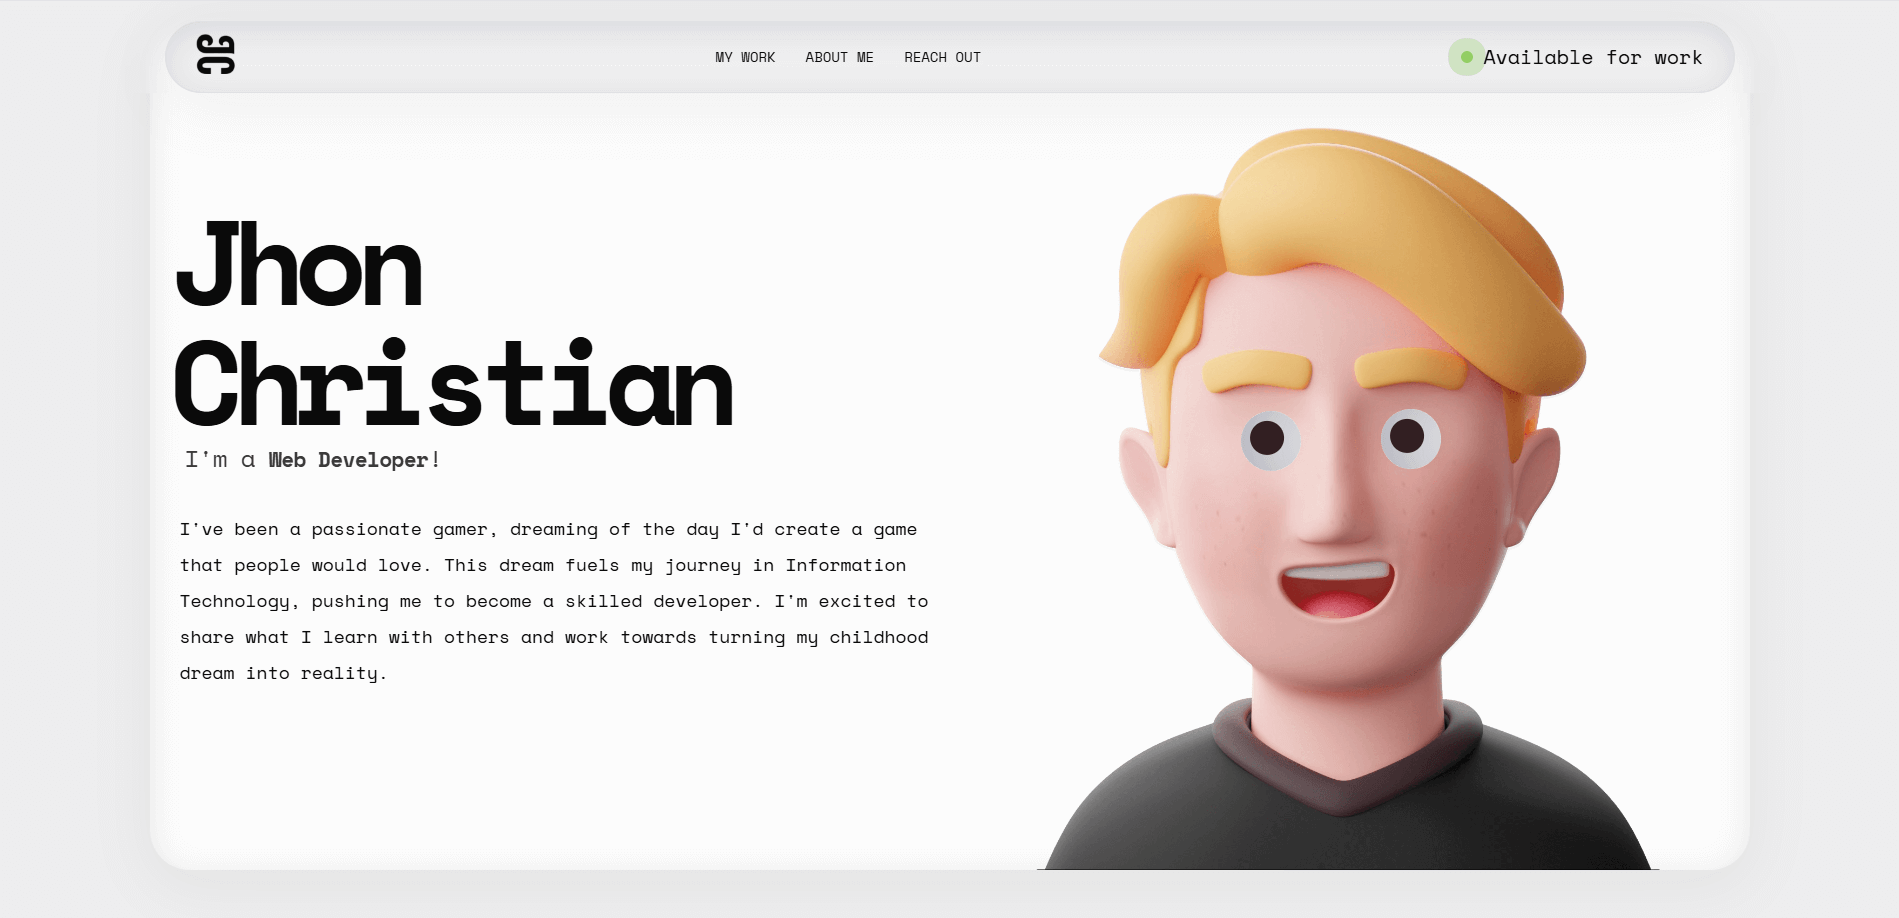 MY WORK ABOUT ME REACH OUT Available for work
Jhon
Christian
I'm a Web Developer!
I've been a passionate gamer, dreaming of the day I'd create a game
that people would love. This dream fuels my journey in Information
Technology, pushing me to become a skilled developer. I'm excited to
share what I learn with others and work towards turning my childhood
dream into reality.